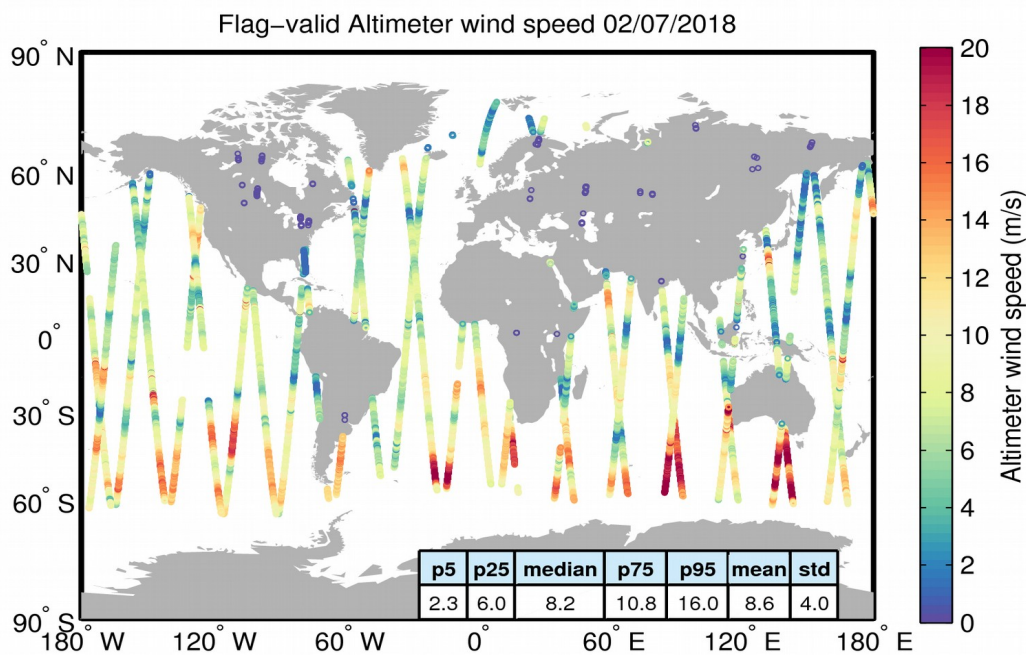 Flag-valid Altimeter wind speed 02/07/2018
90° N
60° N
30° N
0°
30° S
60° S
90° S
180° W
120° W
60° W
0°
60° E
120° E
180° E
p5 p25 median p75 p95 mean std
2.3 6.0 8.2 10.8 16.0 8.6 4.0
20
18
16
14
12
10
8
6
4
2
0
Altimeter wind speed (m/s)